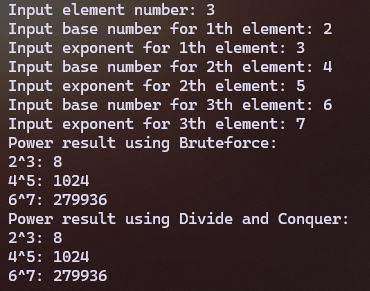 Input element number: 3
Input base number for 1th element: 2
Input exponent for 1th element: 3
Input base number for 2th element: 4
Input exponent for 2th element: 5
Input base number for 3th element: 6
Input exponent for 3th element: 7
Power result using Bruteforce:
2^3: 8
4^5: 1024
6^7: 279936
Power result using Divide and Conquer:
2^3: 8
4^5: 1024
6^7: 279936